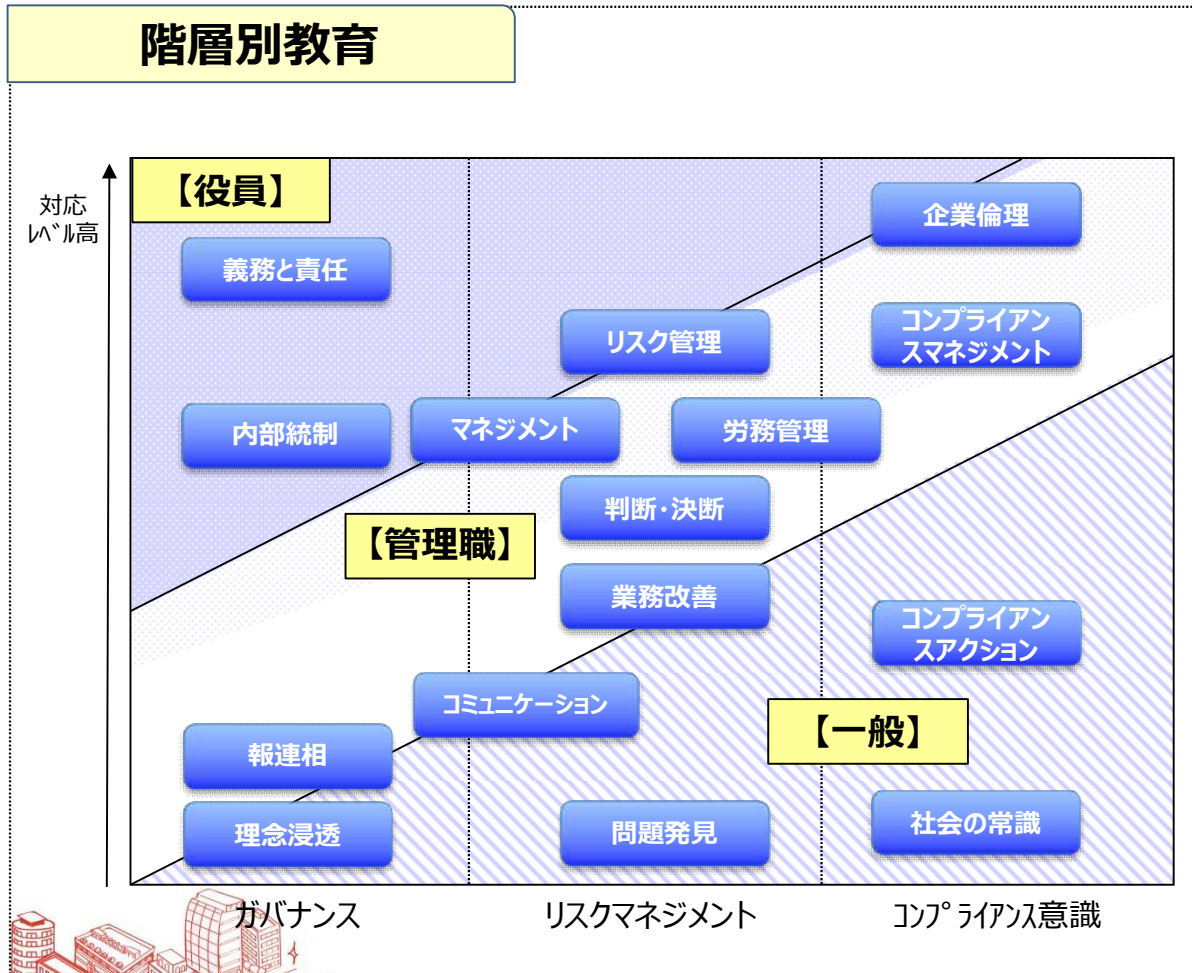 階層別教育
対応
ﾚﾍﾞﾙ高
【役員】
企業倫理
義務と責任
リスク管理
コンプライアン
スマネジメント
内部統制
マネジメント
労務管理
判断・決断
【管理職】
業務改善
コンプライアン
スアクション
コミュニケーション
【一般】
報連相
理念浸透
問題発見
社会の常識
ガバナンス
リスクマネジメント
ｺﾝﾌﾟﾗｲｱﾝｽ意識